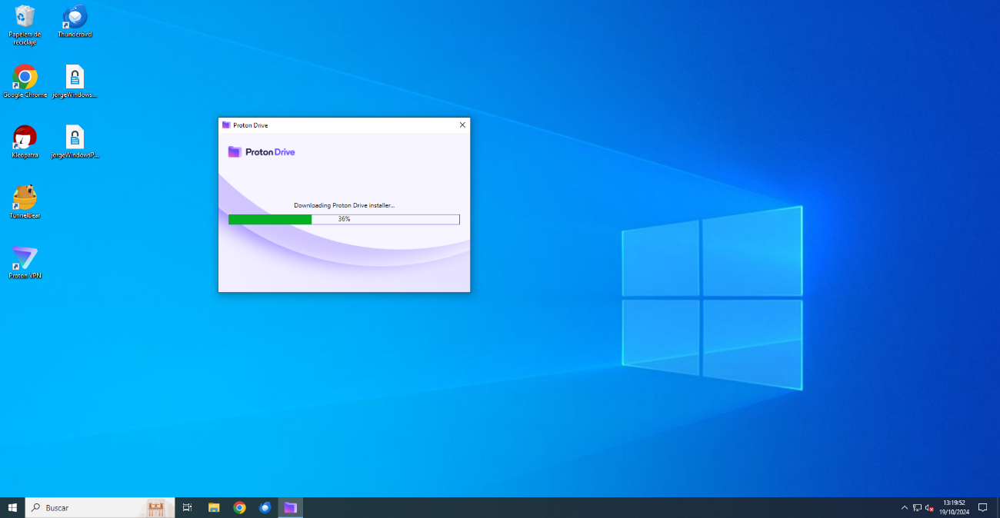 Papelera de
reciclaje
Thunderbird
Google Chrome
jorgeWindows...
Kleopatra
jorgeWindowsP...
TunnelBear
Proton VPN
Proton Drive
Proton Drive
Downloading Proton Drive installer...
36%
Buscar
13:19:52
19/10/2024